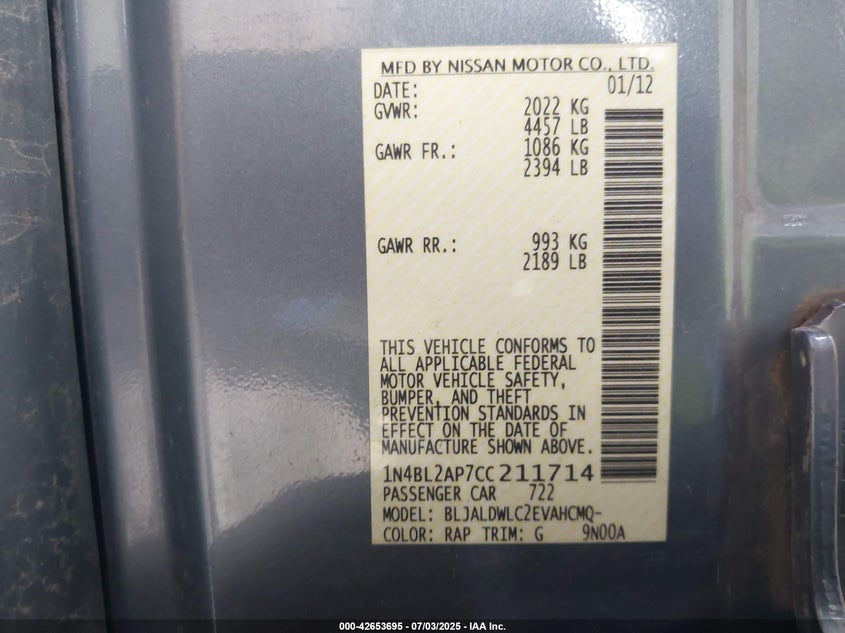 MFD BY NISSAN MOTOR CO., LTD.
DATE: 01/12
GVWR: 2022 KG
4457 LB
GAWR FR.: 1086 KG
2394 LB
GAWR RR.: 993 KG
2189 LB
THIS VEHICLE CONFORMS TO
ALL APPLICABLE FEDERAL
MOTOR VEHICLE SAFETY,
BUMPER, AND THEFT
PREVENTION STANDARDS IN
EFFECT ON THE DATE OF
MANUFACTURE SHOWN ABOVE.
1N4BL2AP7CC211714
PASSENGER CAR 722
MODEL: BLJALDWLC2EVAHCMQ-
COLOR: RAP TRIM: G 9N00A
000-42653695 - 07/03/2025 - IAA Inc.